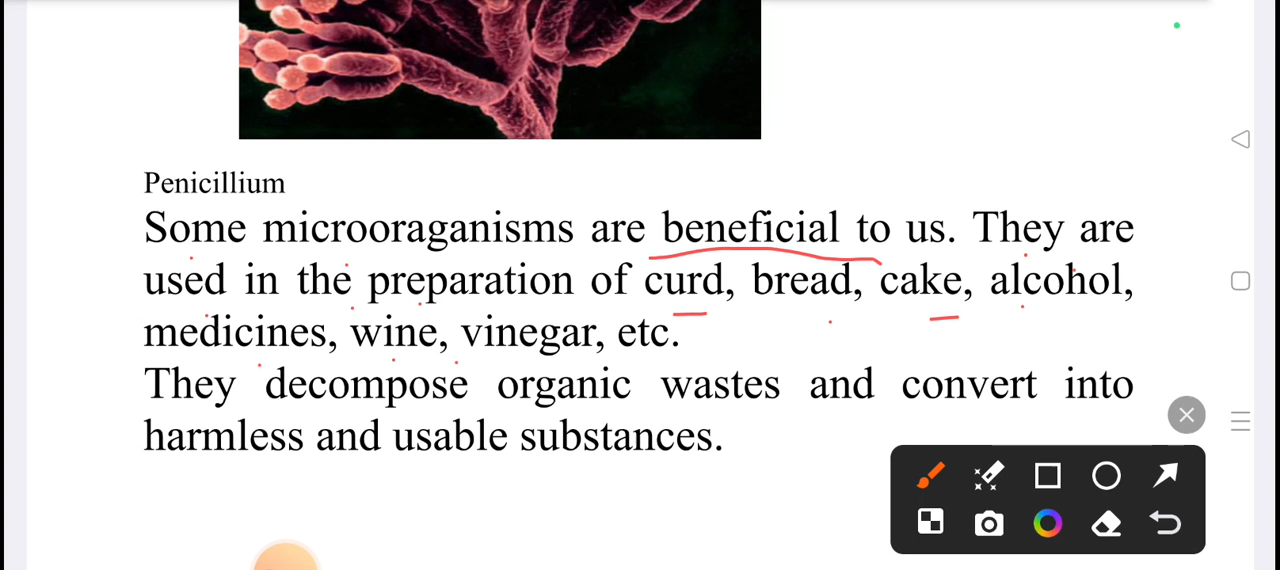 Penicillium
Some microoraganisms are beneficial to us. They are
used in the preparation of curd, bread, cake, alcohol,
medicines, wine, vinegar, etc.
They decompose organic wastes and convert into
harmless and usable substances.